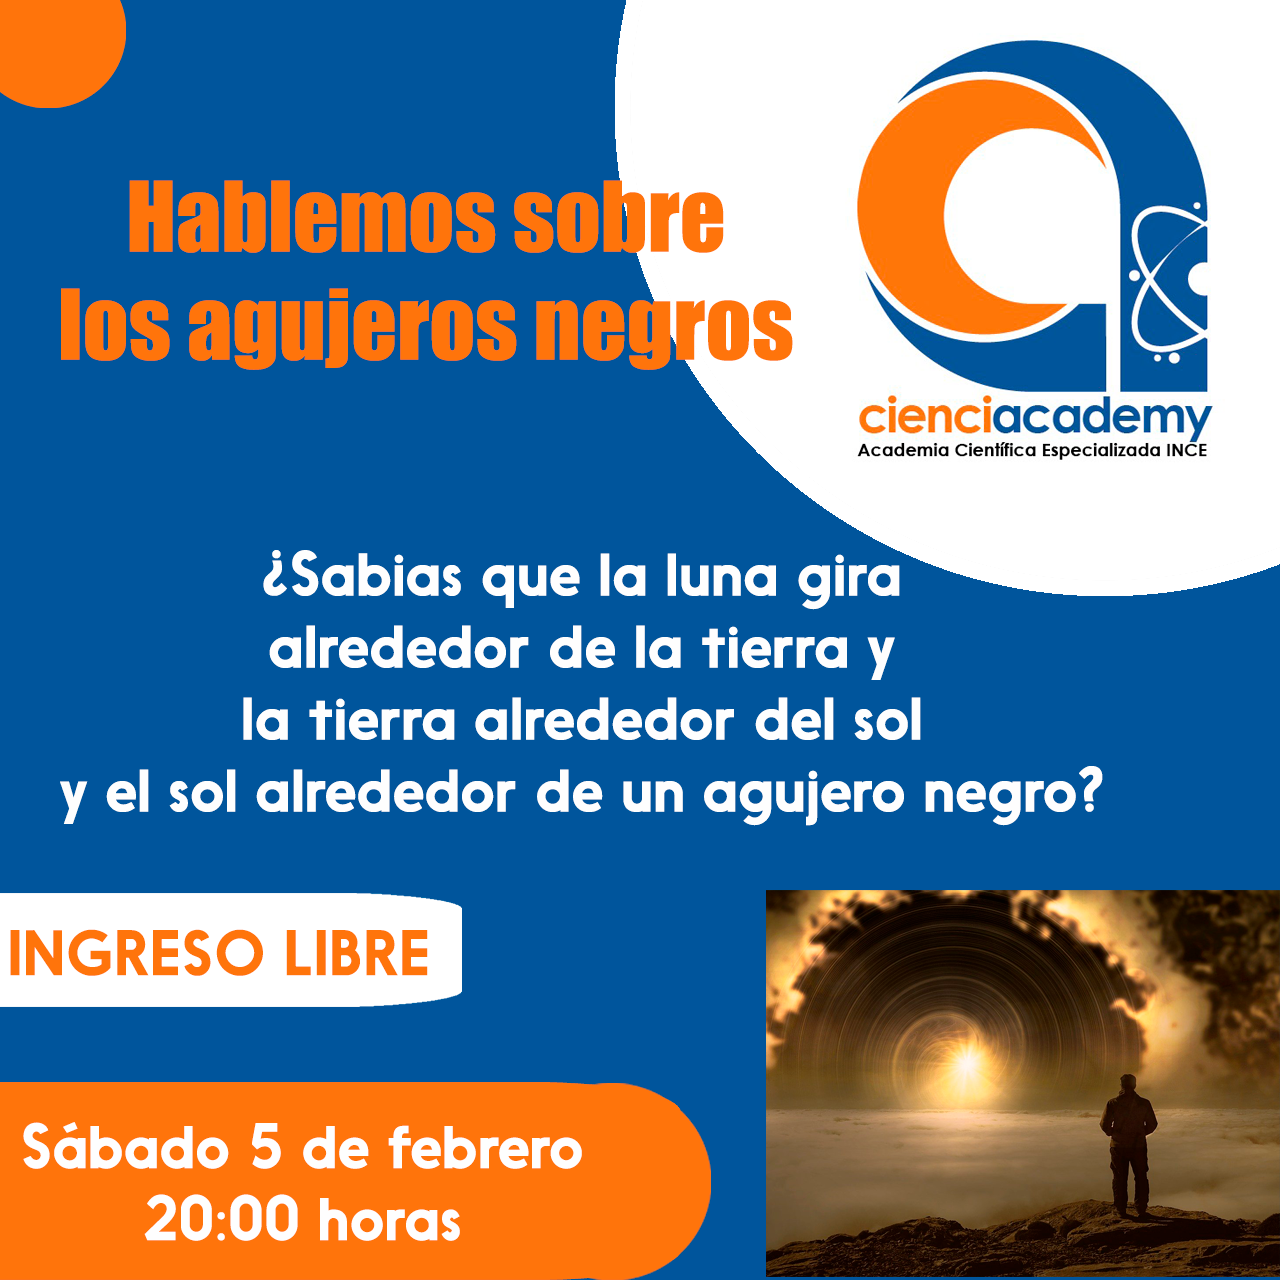 Hablemos sobre
los agujeros negros
cienciacademy
Academia Científica Especializada INCE
¿Sabias que la luna gira
alrededor de la tierra y
la tierra alrededor del sol
y el sol alrededor de un agujero negro?
INGRESO LIBRE
Sábado 5 de febrero
20:00 horas